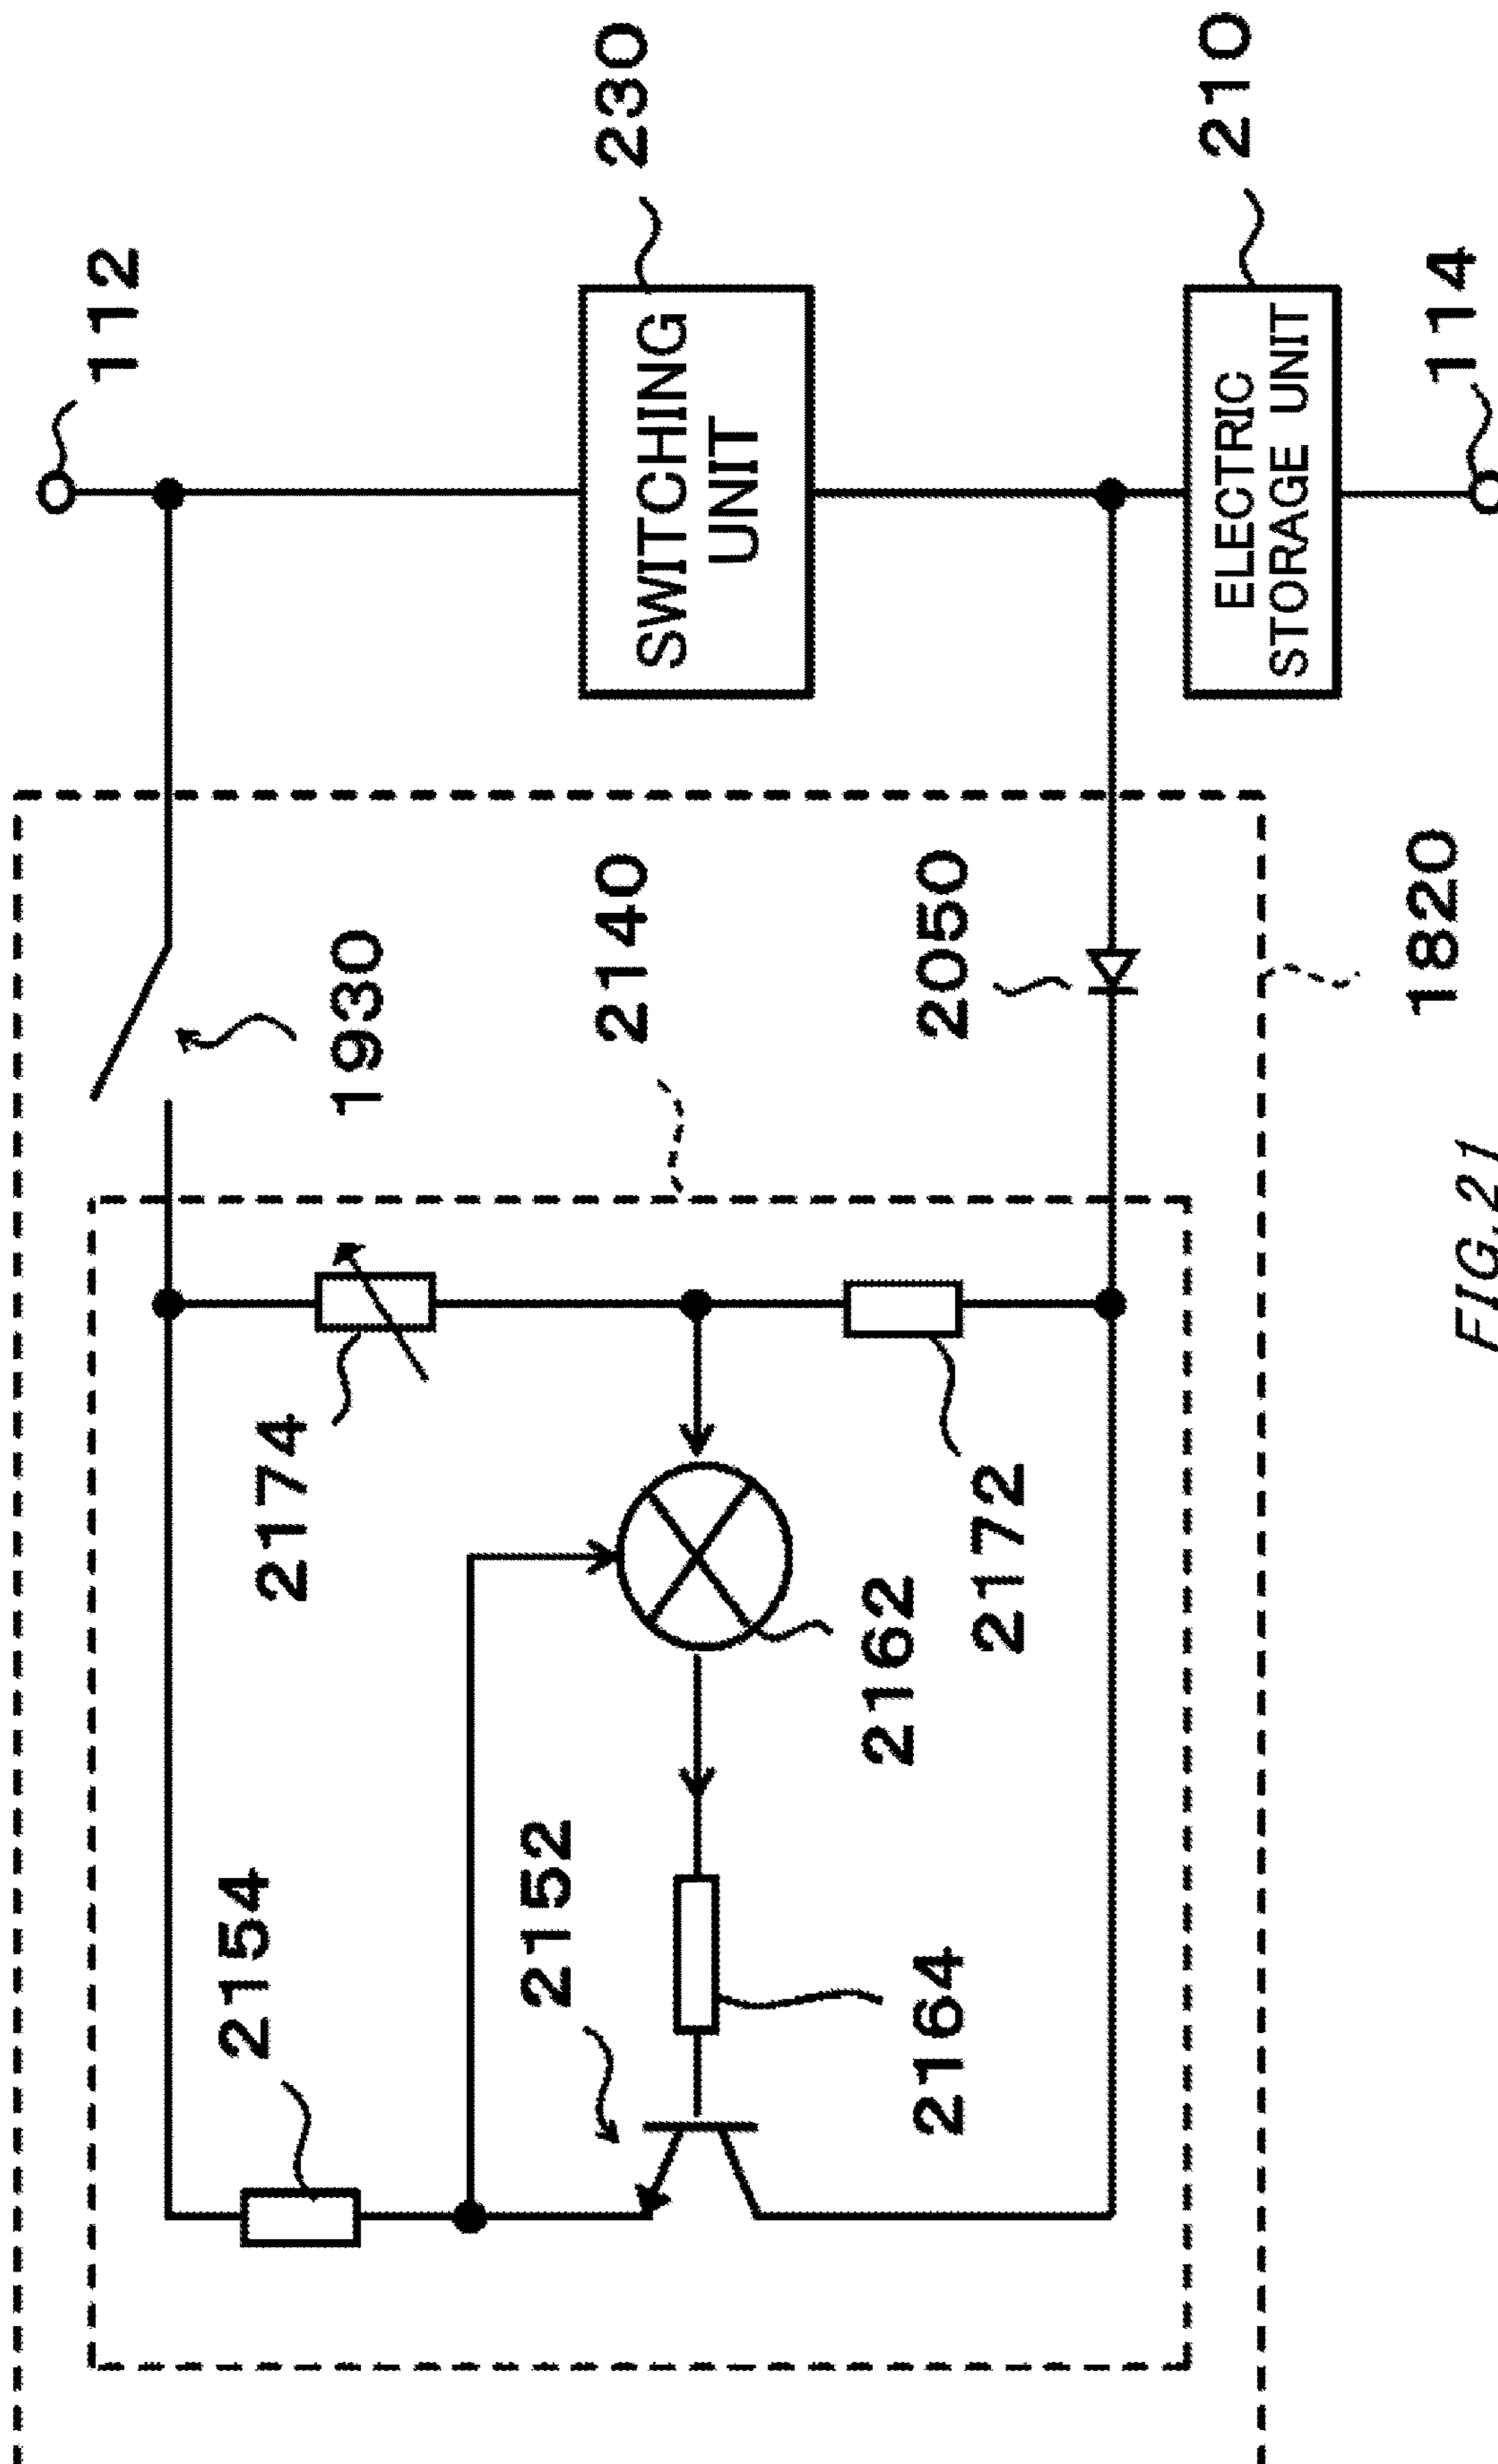 112
230
SWITCHING
UNIT
210
ELECTRIC
STORAGE UNIT
114
1930
2140
2050
1820
2174
2172
2162
2154
2152
2164
FIG.21